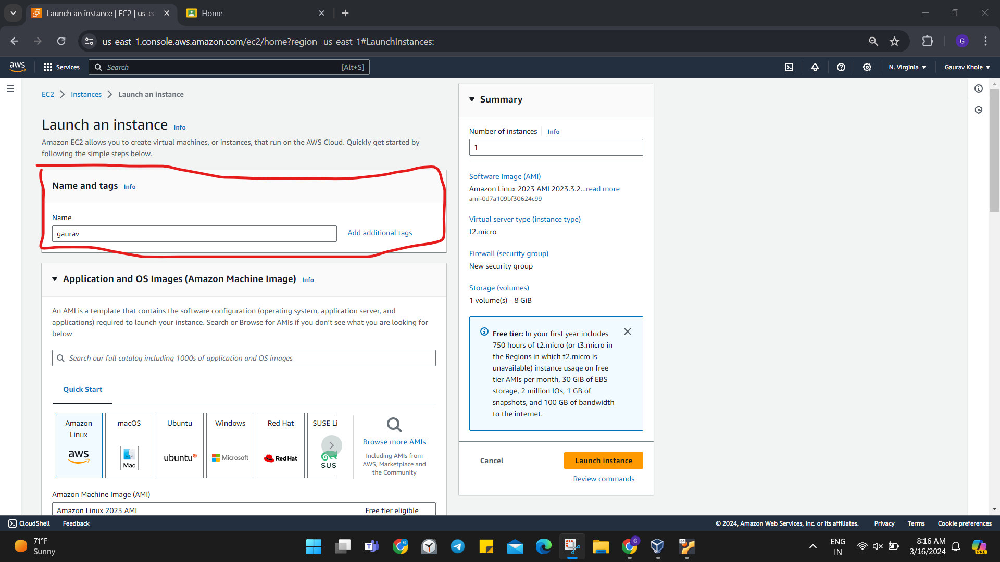 Launch an instance | EC2 | us-ea
Home
us-east-1.console.aws.amazon.com/ec2/home?region=us-east-1#LaunchInstances:
G
aws
Services
Search
[Alt+S]
N. Virginia
Gaurav Khole
EC2
Instances
Launch an instance
Launch an instance Info
Amazon EC2 allows you to create virtual machines, or instances, that run on the AWS Cloud. Quickly get started by
following the simple steps below.
Name and tags Info
Name
gaurav
Add additional tags
Application and OS Images (Amazon Machine Image) Info
An AMI is a template that contains the software configuration (operating system, application server, and
applications) required to launch your instance. Search or Browse for AMIs if you don't see what you are looking for
below
Search our full catalog including 1000s of application and OS images
Quick Start
Amazon
Linux
aws
macOS
Mac
Ubuntu
ubuntu
Windows
Microsoft
Red Hat
Red Hat
SUSE Li
SUS
Browse more AMIs
Including AMIs from
AWS, Marketplace and
the Community
Amazon Machine Image (AMI)
Amazon Linux 2023 AMI
Free tier eligible
Summary
Number of instances Info
1
Software Image (AMI)
Amazon Linux 2023 AMI 2023.3.2...read more
ami-0d7a109bf30624c99
Virtual server type (instance type)
t2.micro
Firewall (security group)
New security group
Storage (volumes)
1 volume(s) - 8 GiB
Free tier: In your first year includes
750 hours of t2.micro (or t3.micro in
the Regions in which t2.micro is
unavailable) instance usage on free
tier AMIs per month, 30 GiB of EBS
storage, 2 million IOs, 1 GB of
snapshots, and 100 GB of bandwidth
to the internet.
Cancel
Launch instance
Review commands
CloudShell
Feedback
© 2024, Amazon Web Services, Inc. or its affiliates.
Privacy
Terms
Cookie preferences
71°F
Sunny
G
G
64
ENG
IN
8:16 AM
3/16/2024
PRE